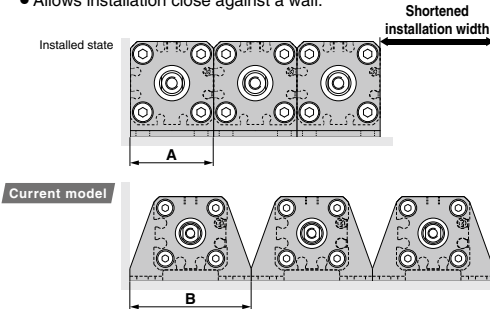 ● Allows installation close against a wall.
Shortened
installation width
Installed state
A
Current model
B